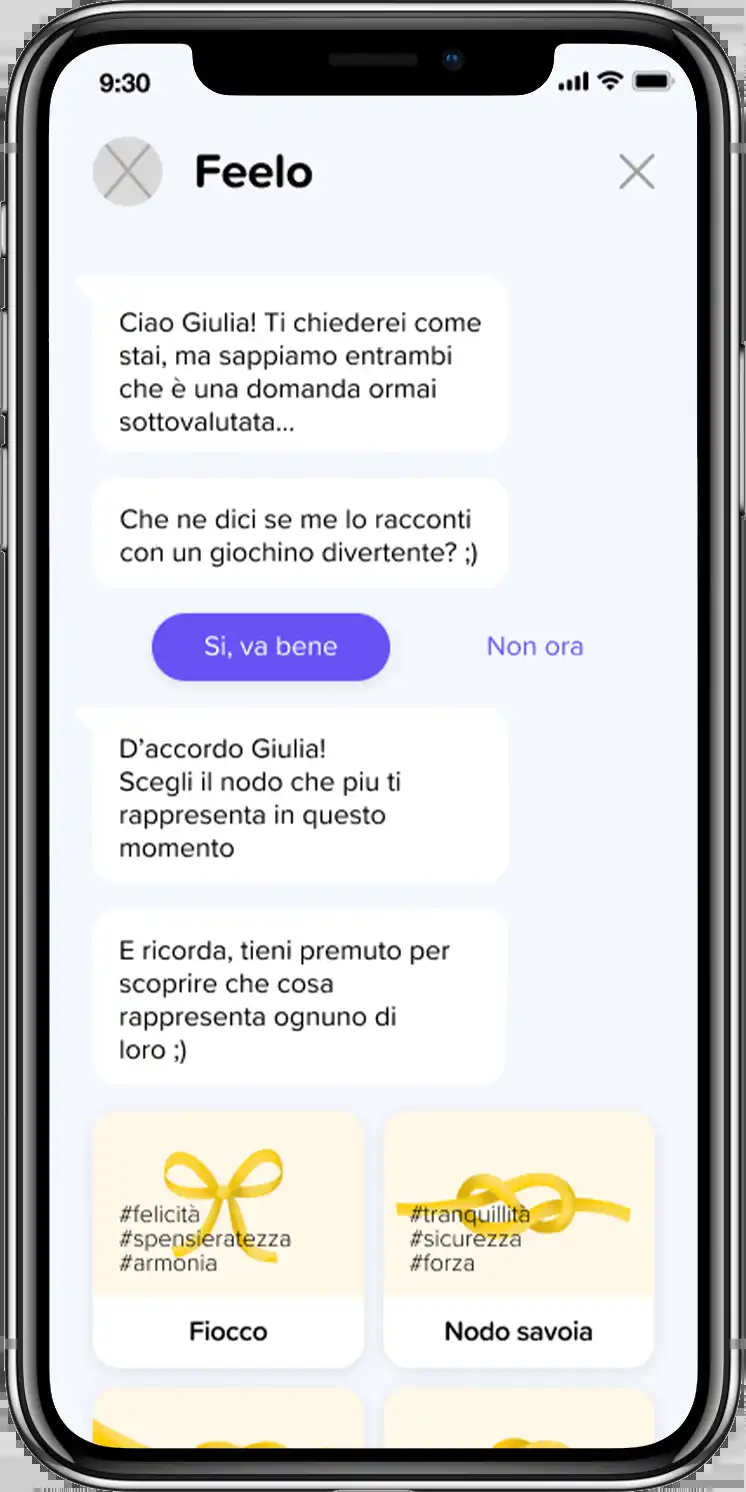 9:30
Feelo
Ciao Giulia! Ti chiederei come
stai, ma sappiamo entrambi
che è una domanda ormai
sottovalutata...
Che ne dici se me lo racconti
con un giochino divertente? ;)
Si, va bene
Non ora
D'accordo Giulia!
Scegli il nodo che piu ti
rappresenta in questo
momento
E ricorda, tieni premuto per
scoprire che cosa
rappresenta ognuno di
loro ;)
#felicità
#spensieratezza
#armonia
Fiocco
#tranquillità
#sicurezza
#forza
Nodo savoia